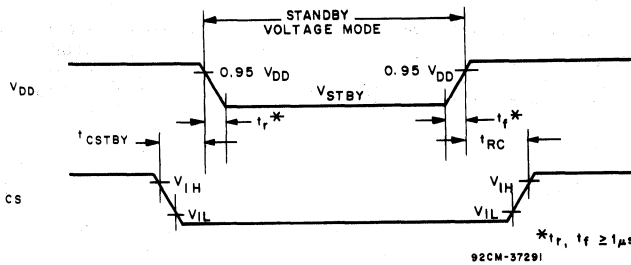 STANDBY
VOLTAGE MODE
0.95 VDD
0.95 VDD
VDD
VSTBY
tr*
tf*
tCSTBY
tRC
VIH
VIH
CS
VIL
VIL
*tr, tf ≥ 1μs
92CM-37291